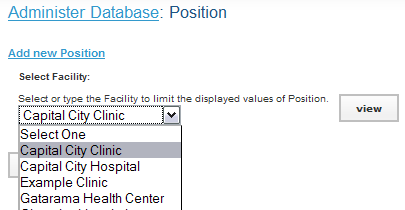 Administer Database: Position
Add new Position
Select Facility:
Select or type the Facility to limit the displayed values of Position.
Capital City Clinic
view
Select One
Capital City Clinic
Capital City Hospital
Example Clinic
Gatarama Health Center